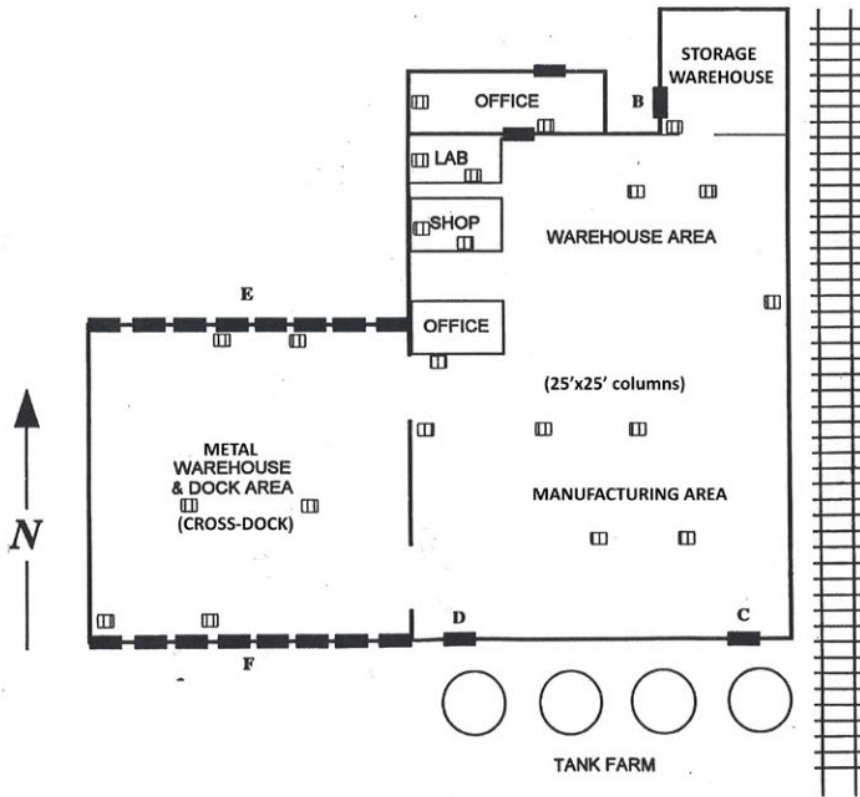 STORAGE
WAREHOUSE
OFFICE
B
LAB
SHOP
WAREHOUSE AREA
E
OFFICE
(25'x25' columns)
METAL
WAREHOUSE
& DOCK AREA
(CROSS-DOCK)
MANUFACTURING AREA
N
D
C
F
TANK FARM